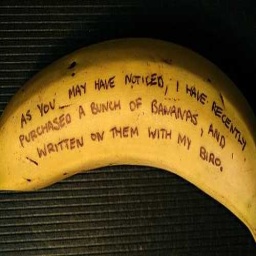 AS YOU MAY HAVE NOTICED, I HAVE RECENTLY
PURCHASED A BUNCH OF BANANAS, AND
WRITTEN ON THEM WITH MY BIRO.